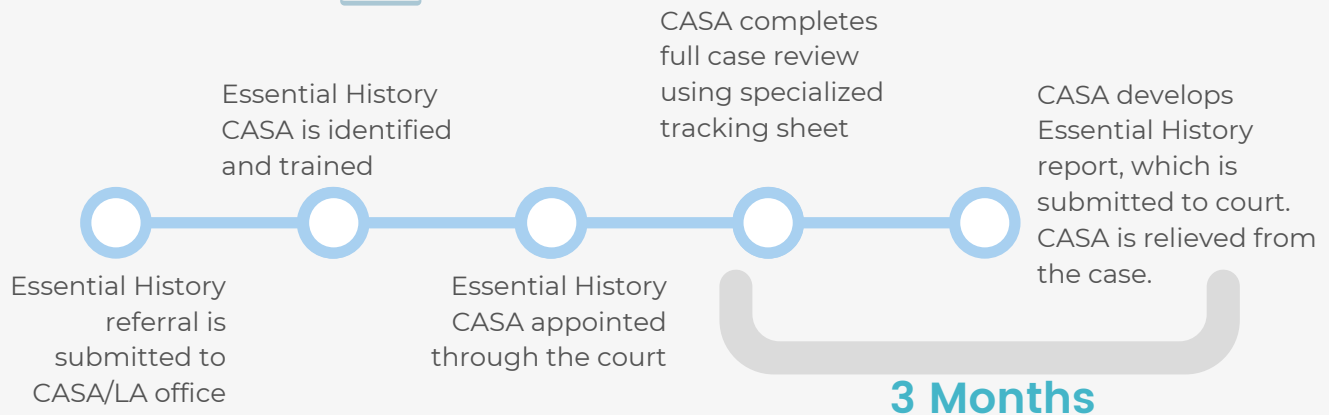 Essential History
referral is
submitted to
CASA/LA office
Essential History
CASA is identified
and trained
Essential History
CASA appointed
through the court
CASA completes
full case review
using specialized
tracking sheet
CASA develops
Essential History
report, which is
submitted to court.
CASA is relieved from
the case.
3 Months